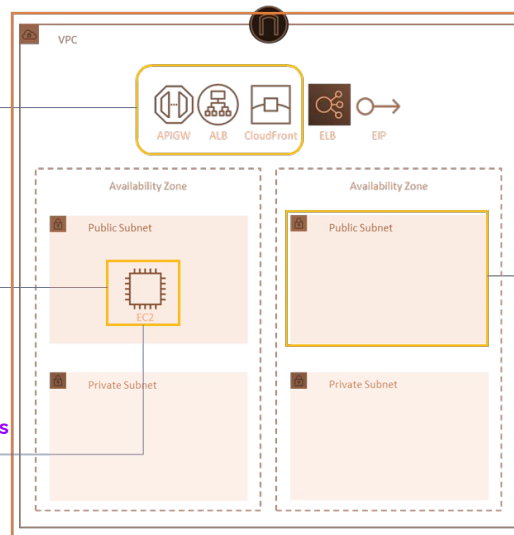 VPC
APIGW ALB CloudFront ELB EIP
Availability Zone Availability Zone
Public Subnet Public Subnet
EC2
Private Subnet Private Subnet
s